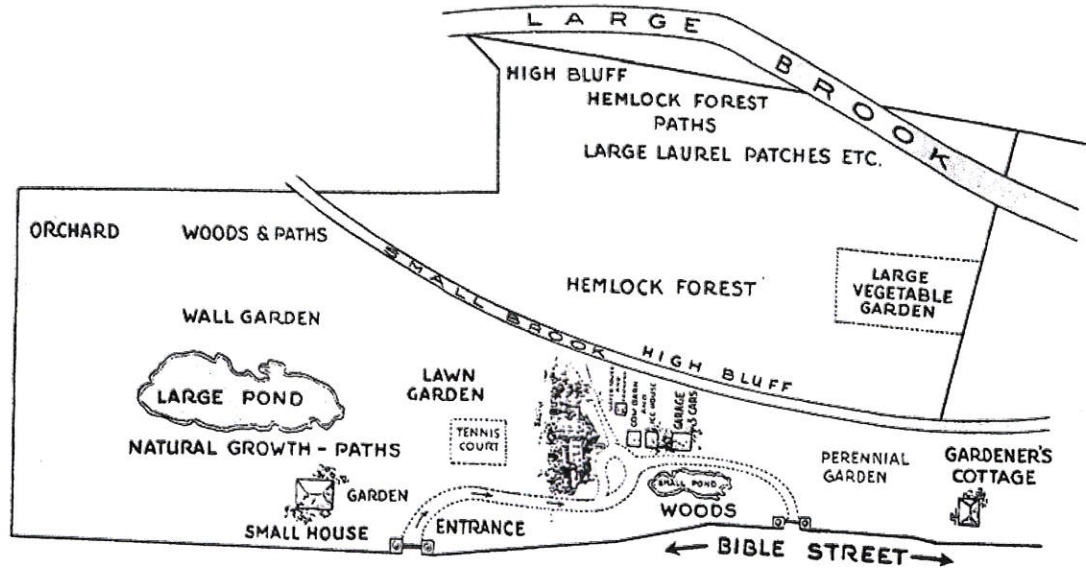 LARGE BROOK
HIGH BLUFF
HEMLOCK FOREST
PATHS
LARGE LAUREL PATCHES ETC.
ORCHARD
WOODS & PATHS
SMALL BROOK
HEMLOCK FOREST
LARGE
VEGETABLE
GARDEN
WALL GARDEN
HIGH BLUFF
LARGE POND
LAWN
GARDEN
COW BARN
AND
ICE HOUSE
GARAGE
3 CARS
TENNIS
COURT
NATURAL GROWTH - PATHS
PERENNIAL
GARDEN
GARDENER'S
COTTAGE
SMALL POND
GARDEN
WOODS
SMALL HOUSE
ENTRANCE
BIBLE STREET